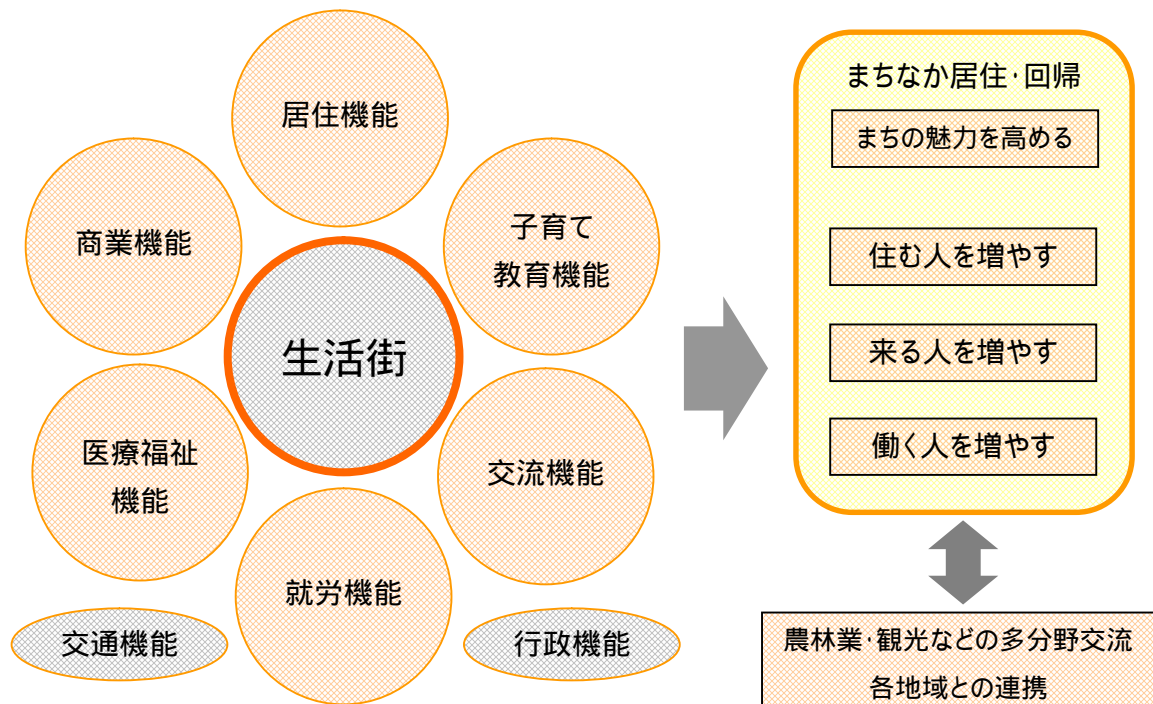 居住機能
商業機能
子育て
教育機能
生活街
医療福祉
機能
交流機能
就労機能
交通機能
行政機能
まちなか居住・回帰
まちの魅力を高める
住む人を増やす
来る人を増やす
働く人を増やす
農林業・観光などの多分野交流
各地域との連携